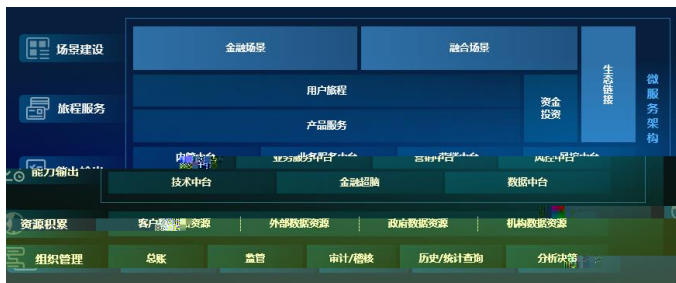 场景建设
金融场景
融合场景
生态链接
微服务架构
旅程服务
用户旅程
产品服务
资金
投资
能力输出
技术中台
金融超脑
数据中台
资源积累
外部数据资源
政府数据资源
机构数据资源
组织管理
总账
监管
审计/稽核
历史/统计查询
分析决策